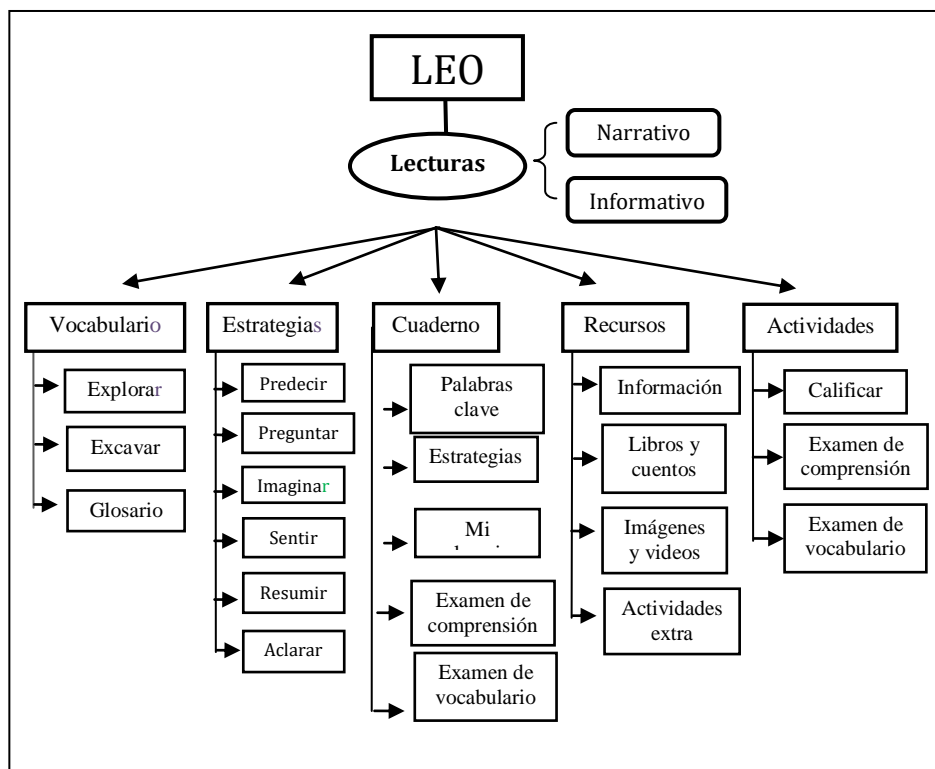 LEO
Lecturas
Narrativo
Informativo
Vocabulario
Explorar
Excavar
Glosario
Estrategias
Predecir
Preguntar
Imaginar
Sentir
Resumir
Aclarar
Cuaderno
Palabras
clave
Estrategias
Mi
Examen de
comprensión
Examen de
vocabulario
Recursos
Información
Libros y
cuentos
Imágenes
y videos
Actividades
extra
Actividades
Calificar
Examen de
comprensión
Examen de
vocabulario